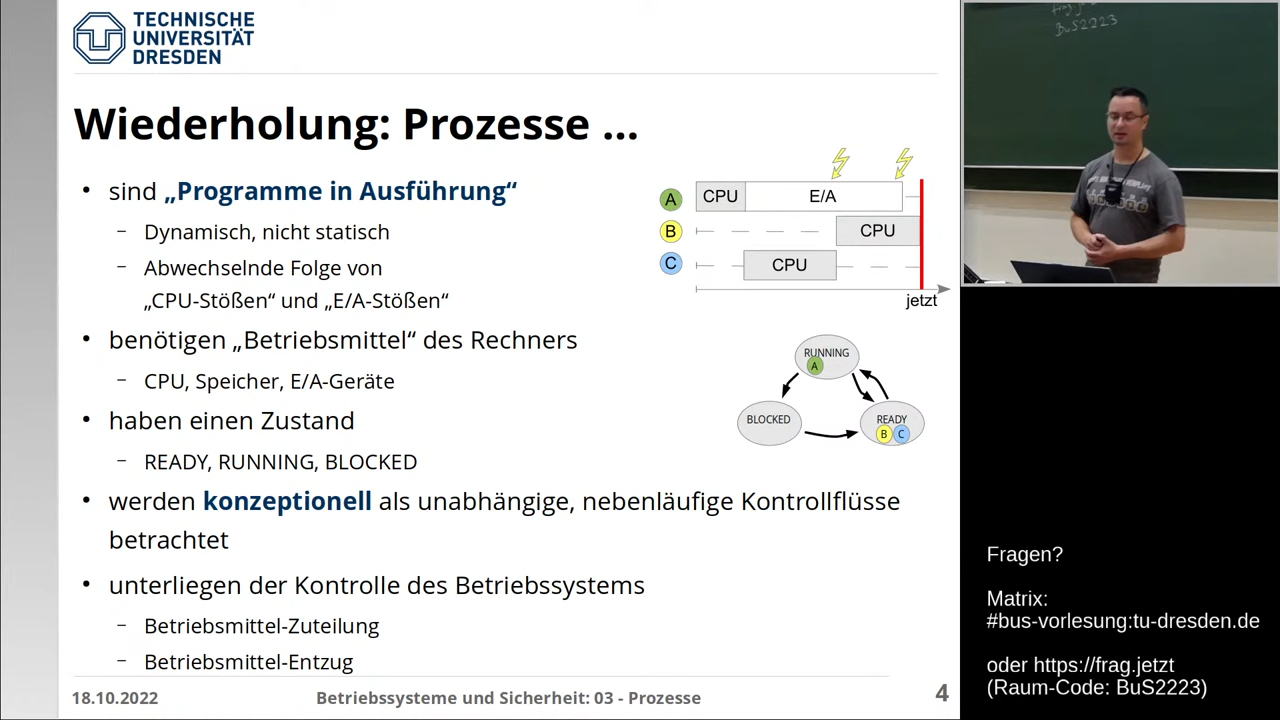 TECHNISCHE
UNIVERSITÄT
DRESDEN
Wiederholung: Prozesse ...
• sind „Programme in Ausführung“
– Dynamisch, nicht statisch
– Abwechselnde Folge von
„CPU-Stößen“ und „E/A-Stößen“
• benötigen „Betriebsmittel“ des Rechners
– CPU, Speicher, E/A-Geräte
• haben einen Zustand
– READY, RUNNING, BLOCKED
• werden konzeptionell als unabhängige, nebenläufige Kontrollflüsse
betrachtet
• unterliegen der Kontrolle des Betriebssystems
– Betriebsmittel-Zuteilung
– Betriebsmittel-Entzug
A CPU E/A
B CPU
C CPU
jetzt
RUNNING
A
BLOCKED
READY
B C
18.10.2022 Betriebssysteme und Sicherheit: 03 - Prozesse 4
BuS2223
Fragen?
Matrix:
#bus-vorlesung:tu-dresden.de
oder https://frag.jetzt
(Raum-Code: BuS2223)